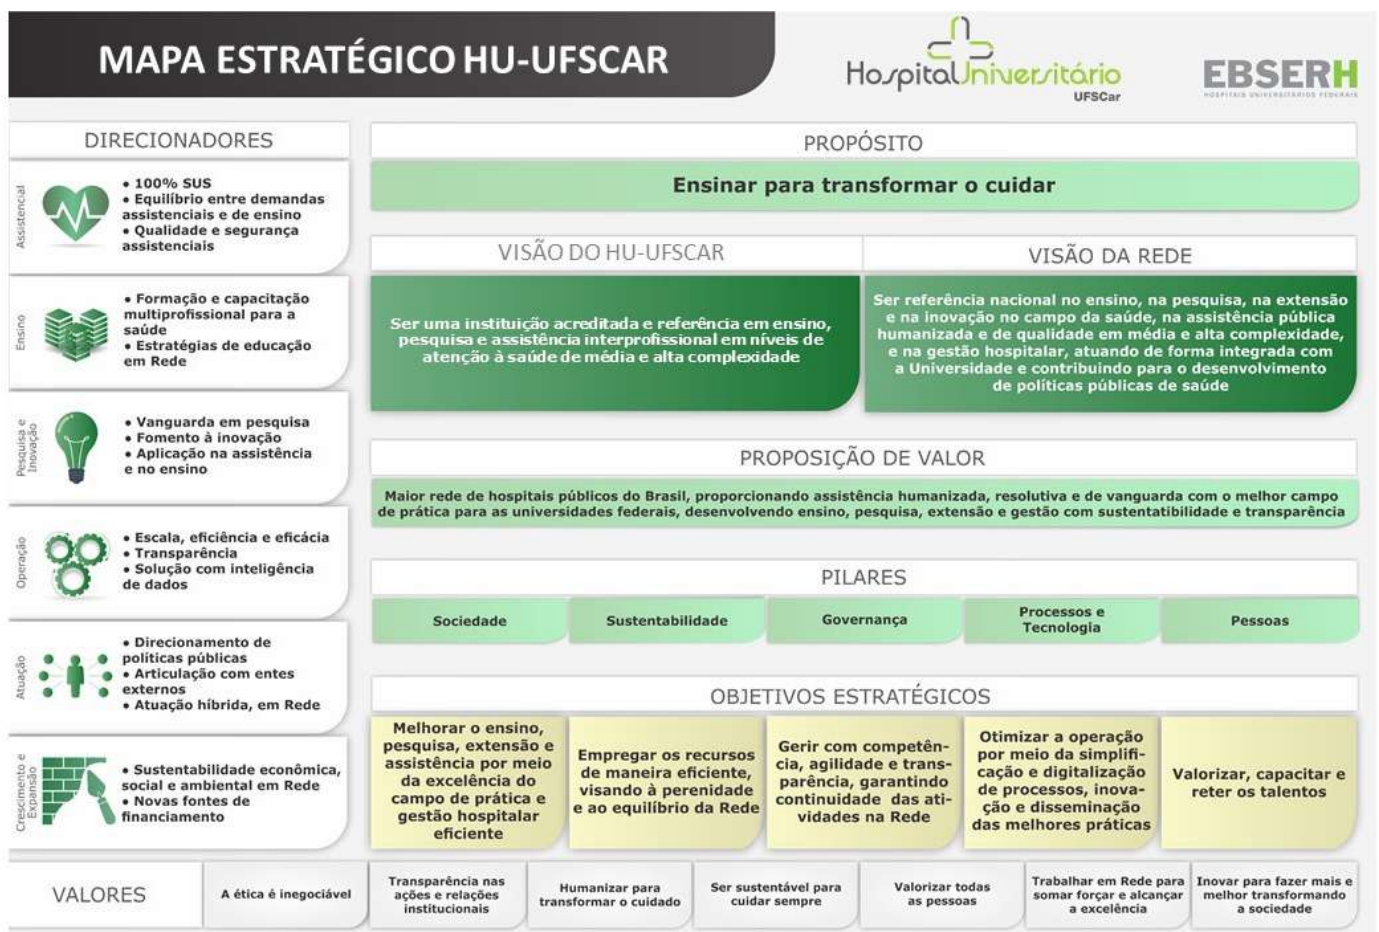 MAPA ESTRATÉGICO HU-UFSCAR
HospitalUniversitário
UFSCar
EBSERH
HOSPITAIS UNIVERSITÁRIOS FEDERAIS
DIRECIONADORES
Assistencial
• 100% SUS
• Equilíbrio entre demandas
assistenciais e de ensino
• Qualidade e segurança
assistenciais
Ensino
• Formação e capacitação
multiprofissional para a
saúde
• Estratégias de educação
em Rede
Pesquisa e
Inovação
• Vanguarda em pesquisa
• Fomento à inovação
• Aplicação na assistência
e no ensino
Operação
• Escala, eficiência e eficácia
• Transparência
• Solução com inteligência
de dados
Atuação
• Direcionamento de
políticas públicas
• Articulação com entes
externos
• Atuação híbrida, em Rede
Crescimento e
Expansão
• Sustentabilidade econômica,
social e ambiental em Rede
• Novas fontes de
financiamento
PROPÓSITO
Ensinar para transformar o cuidar
VISÃO DO HU-UFSCAR
Ser uma instituição acreditada e referência em ensino,
pesquisa e assistência interprofissional em níveis de
atenção à saúde de média e alta complexidade
VISÃO DA REDE
Ser referência nacional no ensino, na pesquisa, na extensão
e na inovação no campo da saúde, na assistência pública
humanizada e de qualidade em média e alta complexidade,
e na gestão hospitalar, atuando de forma integrada com
a Universidade e contribuindo para o desenvolvimento
de políticas públicas de saúde
PROPOSIÇÃO DE VALOR
Maior rede de hospitais públicos do Brasil, proporcionando assistência humanizada, resolutiva e de vanguarda com o melhor campo
de prática para as universidades federais, desenvolvendo ensino, pesquisa, extensão e gestão com sustentatibilidade e transparência
PILARES
Sociedade
Sustentabilidade
Governança
Processos e
Tecnologia
Pessoas
OBJETIVOS ESTRATÉGICOS
Melhorar o ensino,
pesquisa, extensão e
assistência por meio
da excelência do
campo de prática e
gestão hospitalar
eficiente
Empregar os recursos
de maneira eficiente,
visando à perenidade
e ao equilíbrio da Rede
Gerir com competên-
cia, agilidade e trans-
parência, garantindo
continuidade das ati-
vidades na Rede
Otimizar a operação
por meio da simplifi-
cação e digitalização
de processos, inova-
ção e disseminação
das melhores práticas
Valorizar, capacitar e
reter os talentos
VALORES
A ética é inegociável
Transparência nas
ações e relações
institucionais
Humanizar para
transformar o cuidado
Ser sustentável para
cuidar sempre
Valorizar todas
as pessoas
Trabalhar em Rede para
somar forçar e alcançar
a excelência
Inovar para fazer mais e
melhor transformando
a sociedade